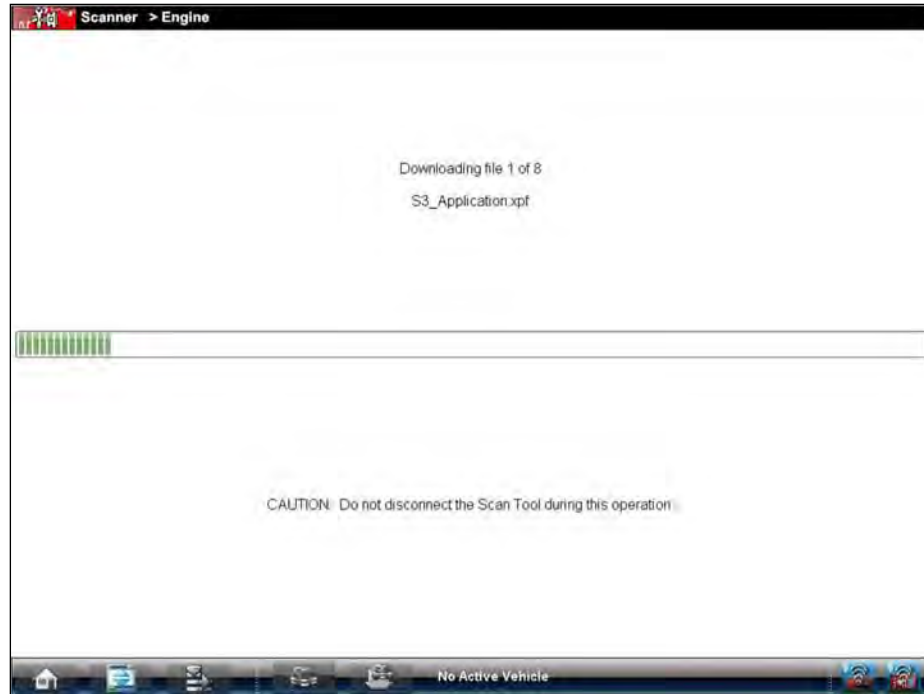 Scanner > Engine
Downloading file 1 of 8
S3_Application.xpf
CAUTION: Do not disconnect the Scan Tool during this operation.
No Active Vehicle